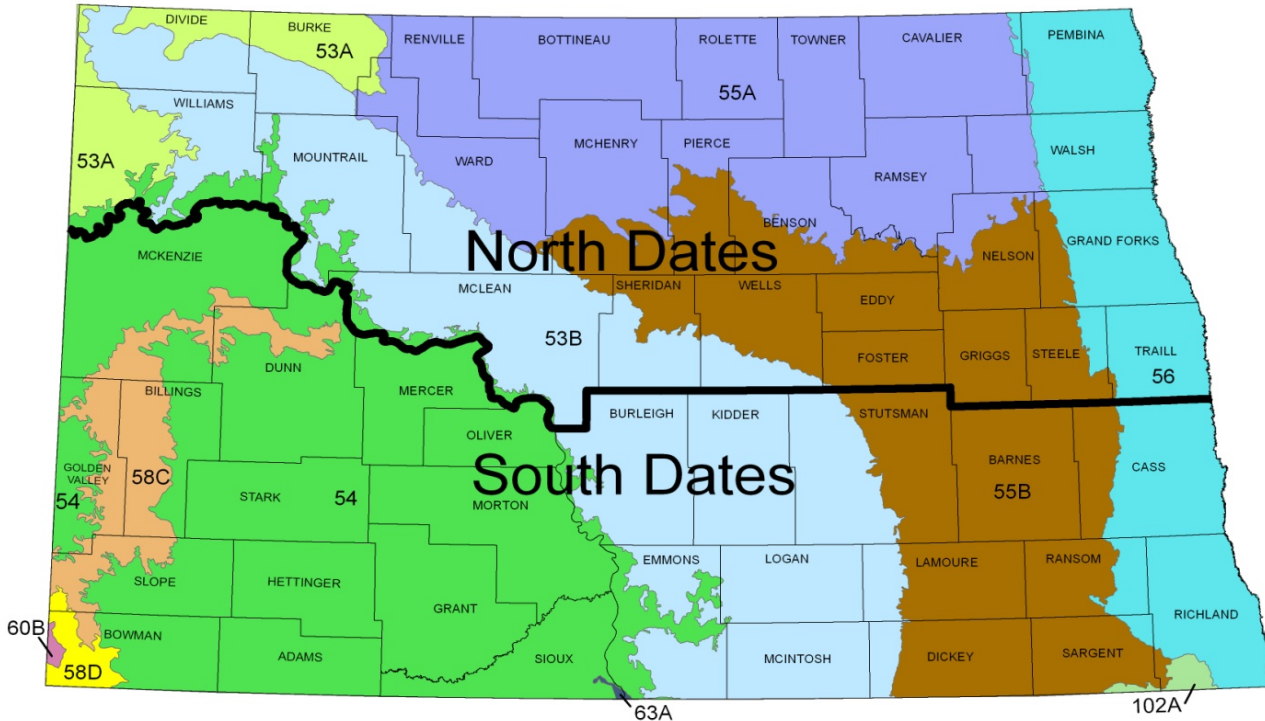 DIVIDE
BURKE
53A
RENVILLE
BOTTINEAU
ROLETTE
TOWNER
CAVALIER
PEMBINA
55A
WILLIAMS
MOUNTRAIL
WARD
MCHENRY
PIERCE
RAMSEY
WALSH
53A
BENSON
NELSON
GRAND FORKS
MCKENZIE
North Dates
MCLEAN
SHERIDAN
WELLS
EDDY
53B
FOSTER
GRIGGS
STEELE
TRAILL
56
DUNN
MERCER
BILLINGS
BURLEIGH
KIDDER
STUTSMAN
OLIVER
South Dates
GOLDEN
VALLEY
58C
54
STARK
54
MORTON
BARNES
55B
CASS
EMMONS
LOGAN
LAMOURE
RANSOM
SLOPE
HETTINGER
GRANT
RICHLAND
60B
BOWMAN
ADAMS
SIOUX
MCINTOSH
DICKEY
SARGENT
58D
63A
102A